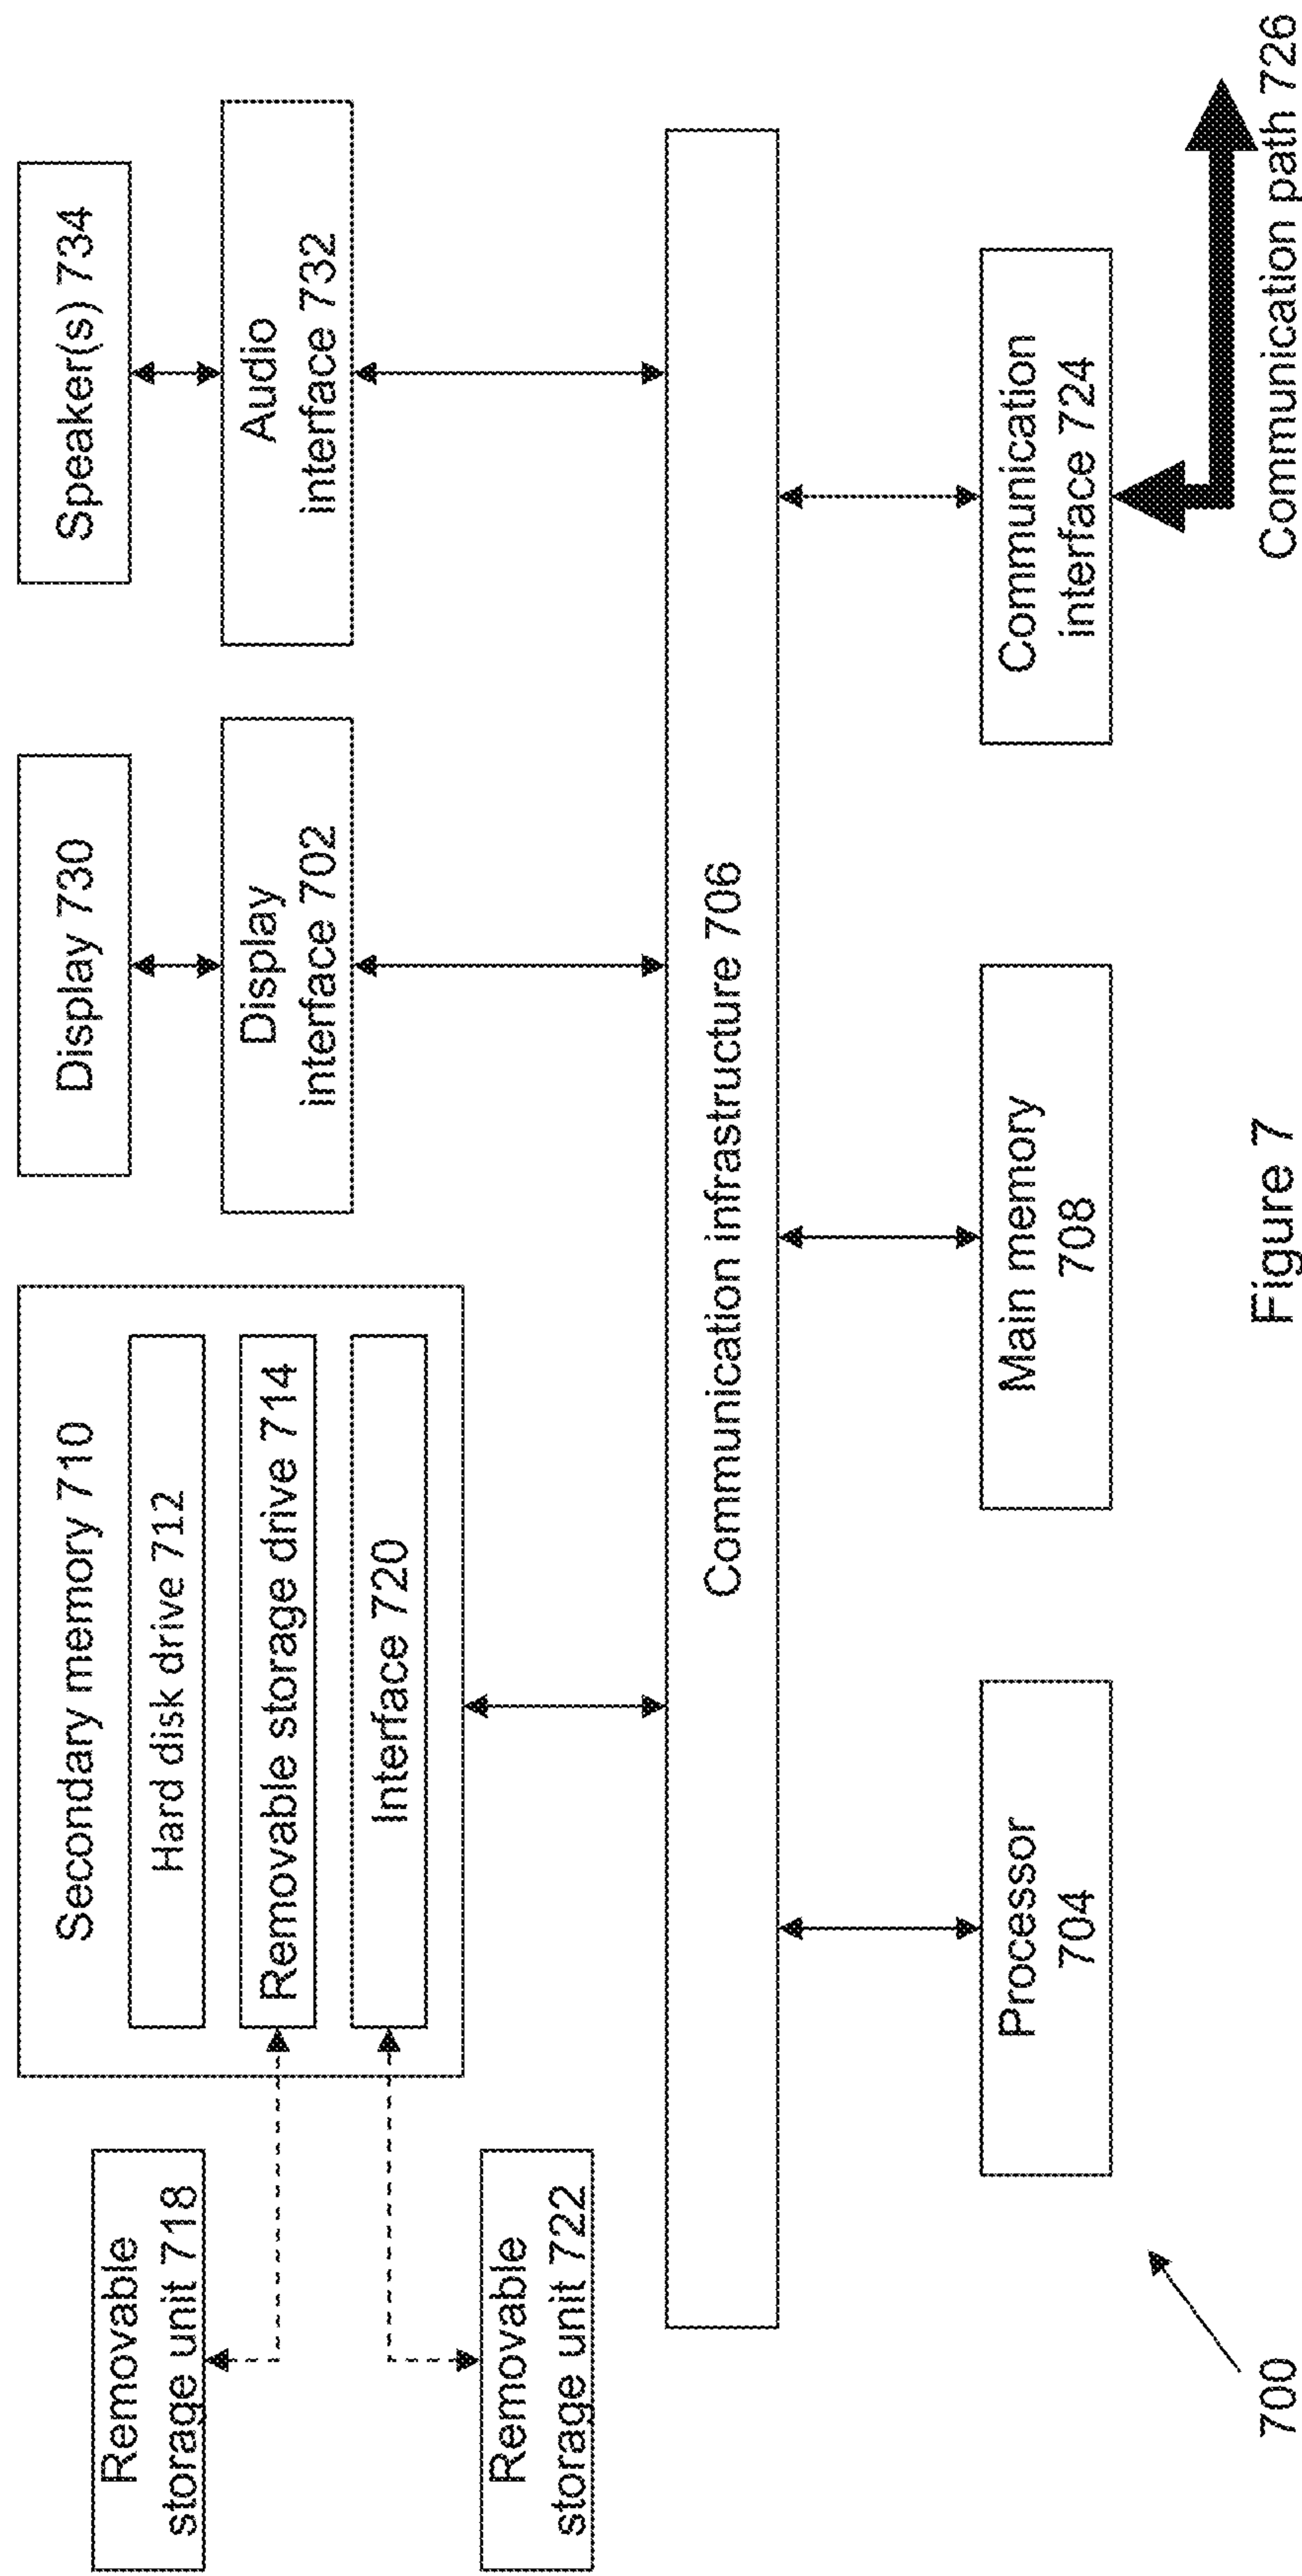 Removable
storage unit 718
Removable
storage unit 722
Secondary memory 710
Hard disk drive 712
Removable storage drive 714
Interface 720
Display 730
Display
interface 702
Speaker(s) 734
Audio
interface 732
Communication infrastructure 706
Processor
704
Main memory
708
Communication
interface 724
Communication path 726
700
Figure 7